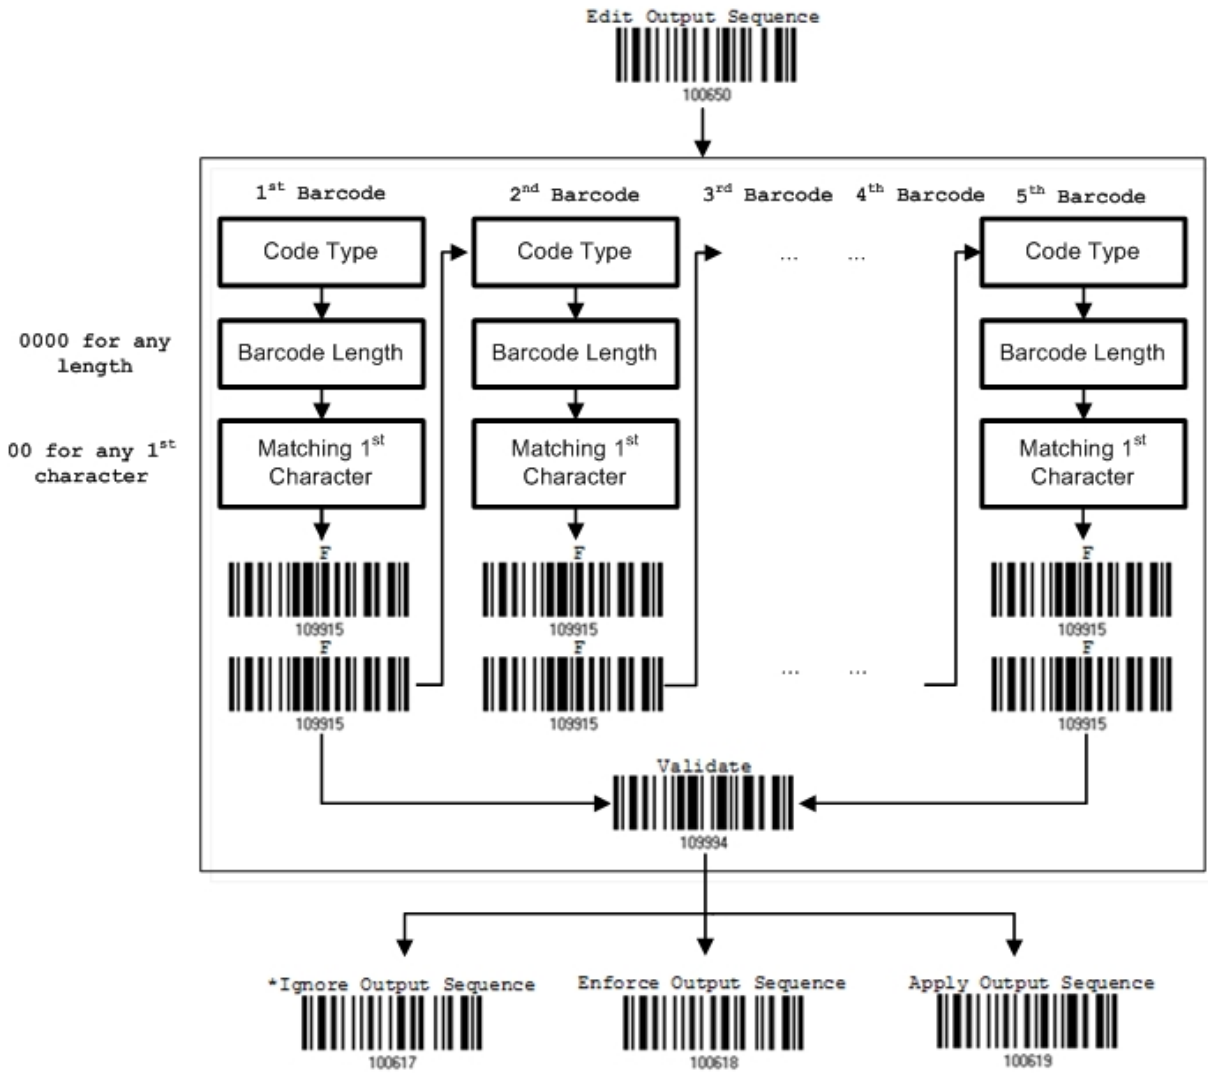 Edit Output Sequence
100650
1st Barcode 2nd Barcode 3rd Barcode 4th Barcode 5th Barcode
Code Type Code Type ... ... Code Type
0000 for any
length
Barcode Length Barcode Length Barcode Length
00 for any 1st
character
Matching 1st
Character
Matching 1st
Character
Matching 1st
Character
109915 109915 109915
... ...
109915 109915 109915
Validate
109994
*Ignore Output Sequence Enforce Output Sequence Apply Output Sequence
100617 100618 100619